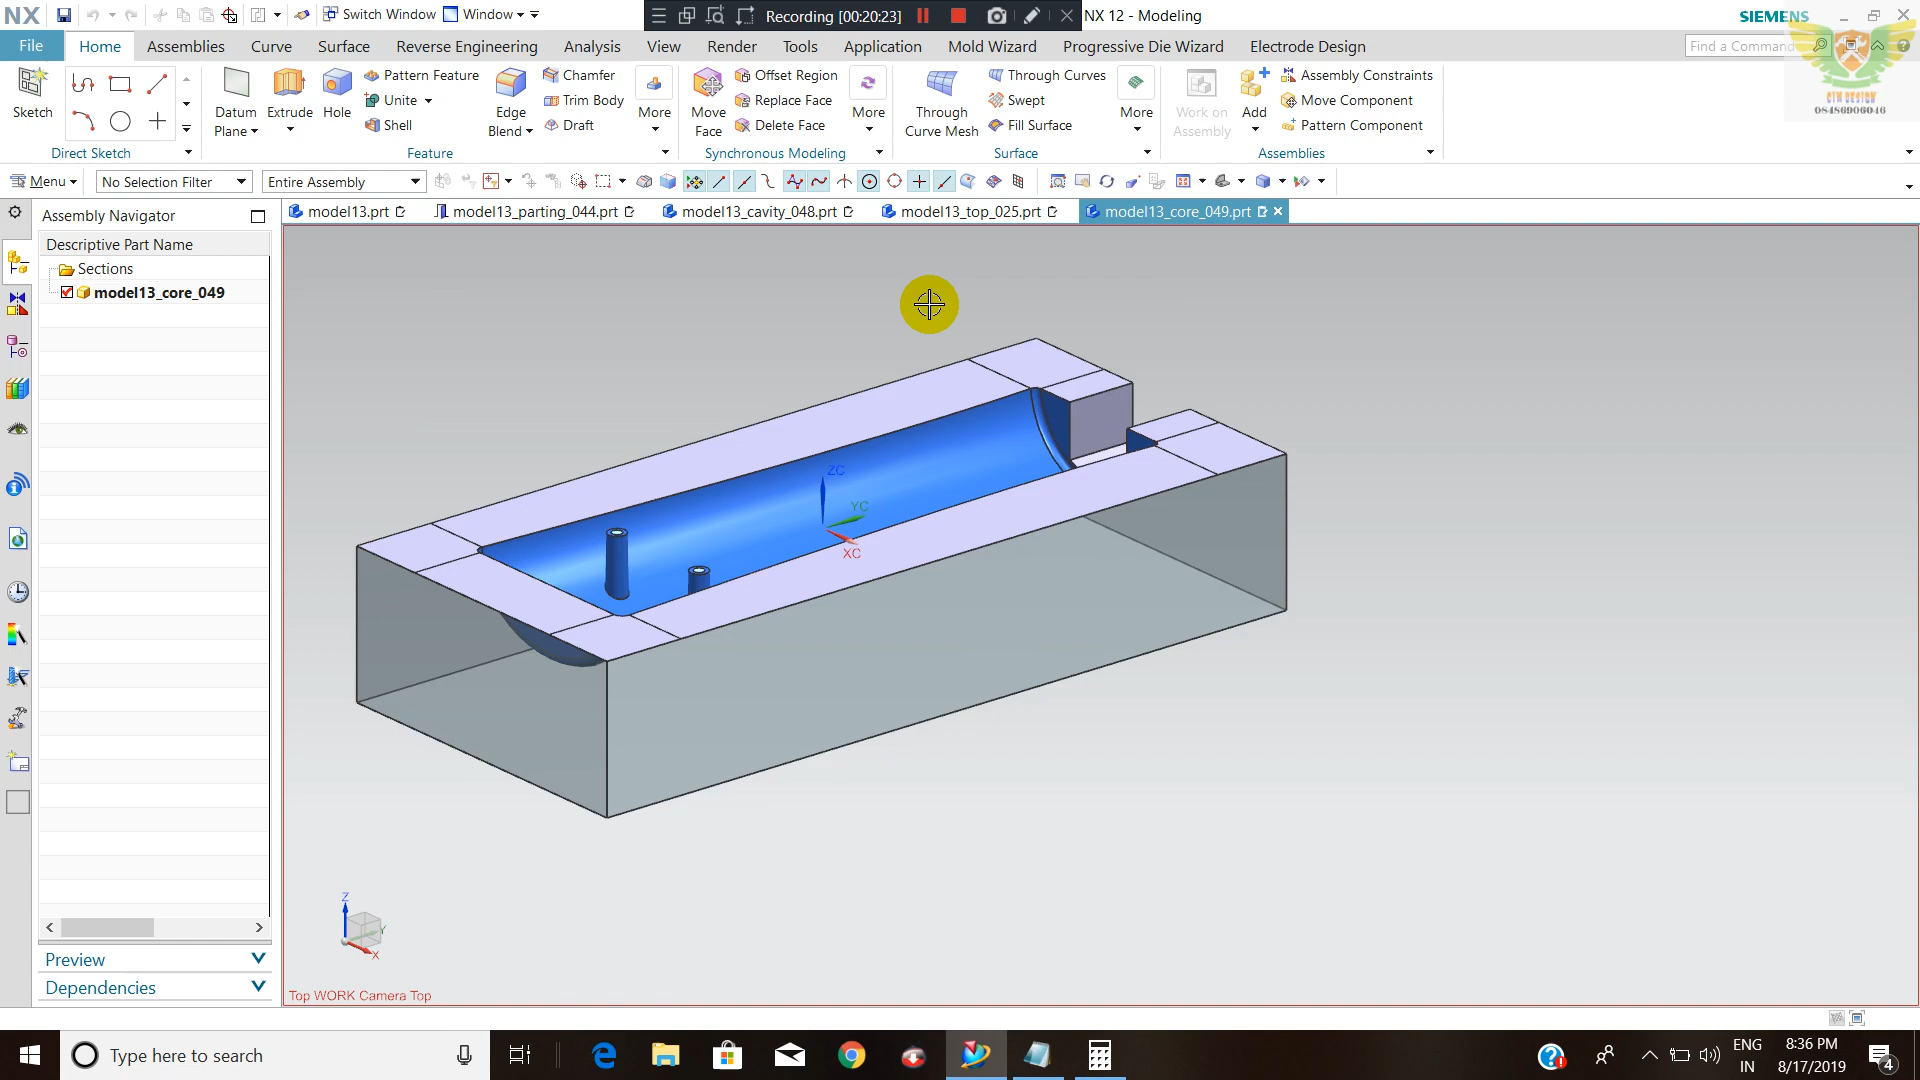 NX
Switch Window
Window
Recording [00:20:23]
NX 12 - Modeling
SIEMENS
File
Home
Assemblies
Curve
Surface
Reverse Engineering
Analysis
View
Render
Tools
Application
Mold Wizard
Progressive Die Wizard
Electrode Design
Find a Command
Sketch
Direct Sketch
Datum
Plane
Extrude
Hole
Pattern Feature
Unite
Shell
Edge
Blend
Chamfer
Trim Body
Draft
More
Feature
Move
Face
Offset Region
Replace Face
Delete Face
More
Synchronous Modeling
Through
Curve Mesh
Through Curves
Swept
Fill Surface
More
Surface
Work on
Assembly
Add
Assembly Constraints
Move Component
Pattern Component
Assemblies
CTM DESIGN
08486906046
Menu
No Selection Filter
Entire Assembly
model13.prt
model13_parting_044.prt
model13_cavity_048.prt
model13_top_025.prt
model13_core_049.prt
Assembly Navigator
Descriptive Part Name
Sections
model13_core_049
ZC
YC
XC
Z
Y
X
Preview
Dependencies
Top WORK Camera Top
Type here to search
ENG
IN
8:36 PM
8/17/2019
4